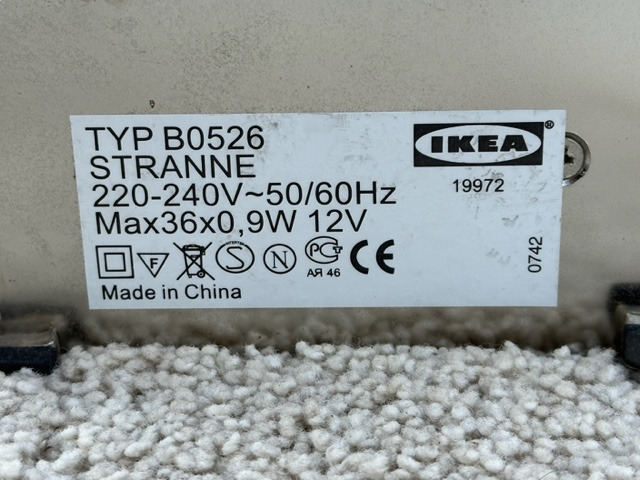 TYP B0526
STRANNE
220-240V~50/60Hz
Max36x0,9W 12V
F
INTERTEK
S
N
PC
АЯ 46
CE
Made in China
IKEA®
19972
0742